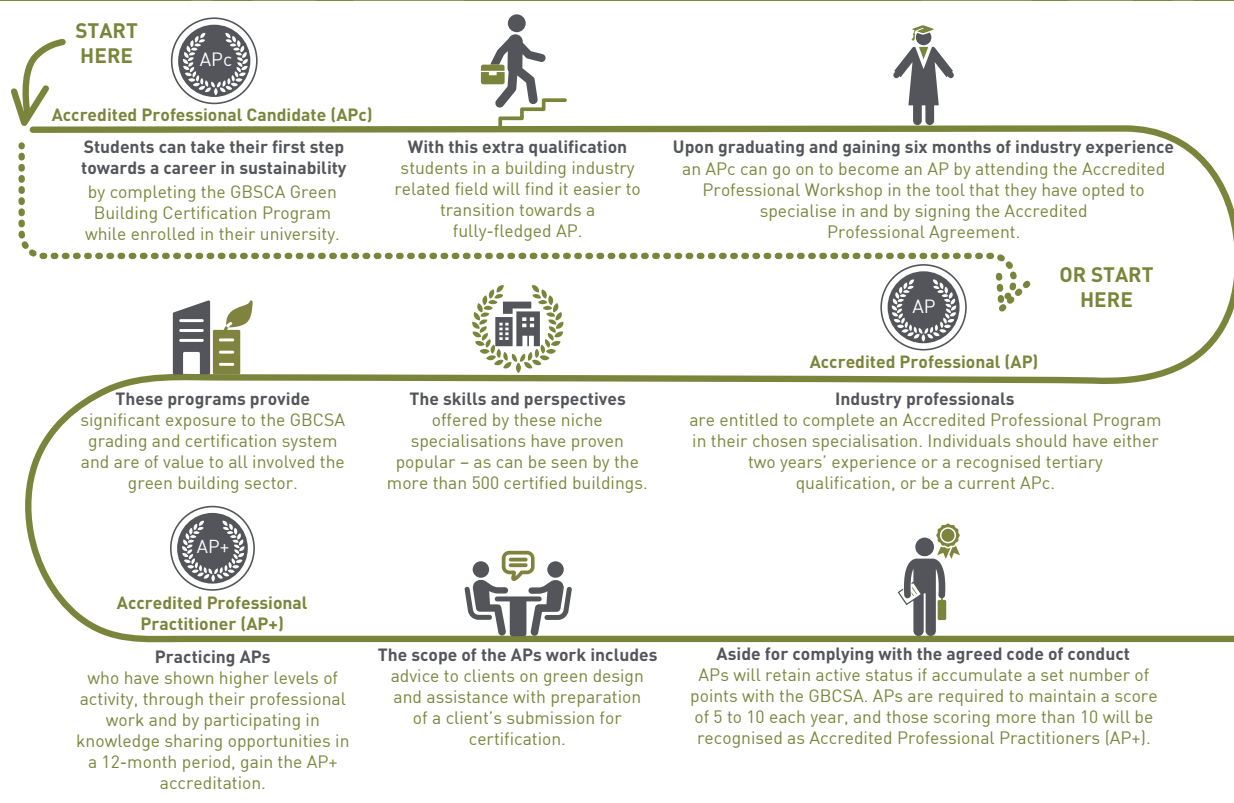 START
HERE
APc
Accredited Professional Candidate (APc)
Students can take their first step
towards a career in sustainability
by completing the GBSCA Green
Building Certification Program
while enrolled in their university.
With this extra qualification
students in a building industry
related field will find it easier to
transition towards a
fully-fledged AP.
Upon graduating and gaining six months of industry experience
an APc can go on to become an AP by attending the Accredited
Professional Workshop in the tool that they have opted to
specialise in and by signing the Accredited
Professional Agreement.
OR START
HERE
AP
Accredited Professional (AP)
These programs provide
significant exposure to the GBCSA
grading and certification system
and are of value to all involved the
green building sector.
The skills and perspectives
offered by these niche
specialisations have proven
popular – as can be seen by the
more than 500 certified buildings.
Industry professionals
are entitled to complete an Accredited Professional Program
in their chosen specialisation. Individuals should have either
two years' experience or a recognised tertiary
qualification, or be a current APc.
AP+
Accredited Professional
Practitioner (AP+)
Practicing APs
who have shown higher levels of
activity, through their professional
work and by participating in
knowledge sharing opportunities in
a 12-month period, gain the AP+
accreditation.
The scope of the APs work includes
advice to clients on green design
and assistance with preparation
of a client's submission for
certification.
Aside for complying with the agreed code of conduct
APs will retain active status if accumulate a set number of
points with the GBCSA. APs are required to maintain a score
of 5 to 10 each year, and those scoring more than 10 will be
recognised as Accredited Professional Practitioners (AP+).